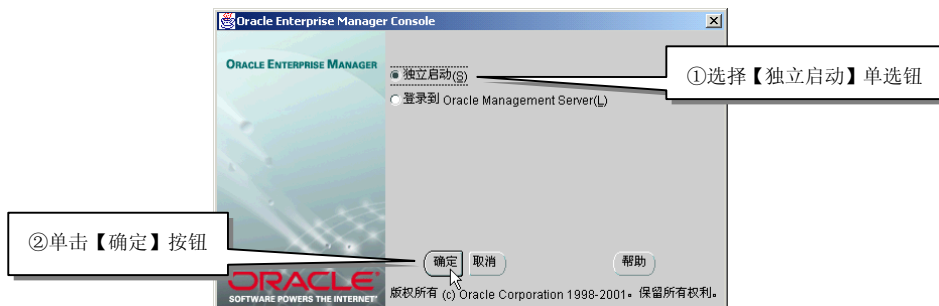 Oracle Enterprise Manager Console
ORACLE ENTERPRISE MANAGER
独立启动(S)
①选择【独立启动】单选钮
登录到 Oracle Management Server(L)
②单击【确定】按钮
确定 取消 帮助
ORACLE
SOFTWARE POWERS THE INTERNET
版权所有 (c) Oracle Corporation 1998-2001。保留所有权利。